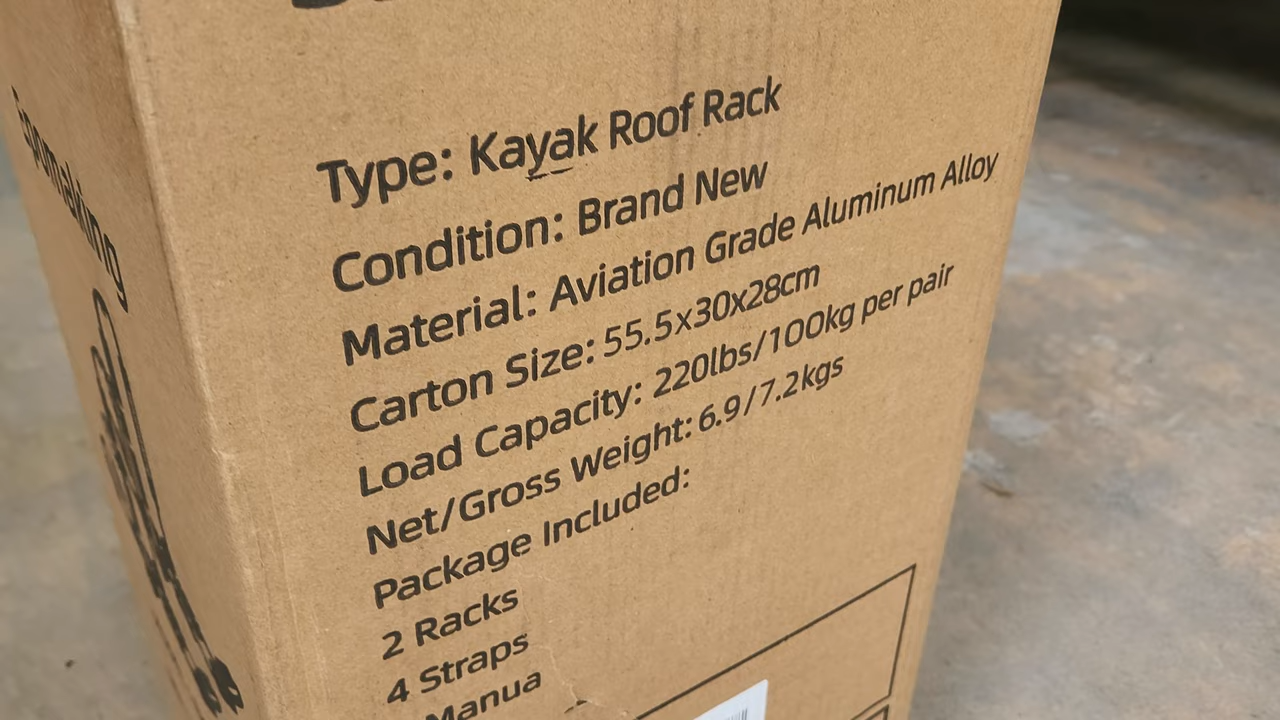 Type: Kayak Roof Rack
Condition: Brand New
Material: Aviation Grade Aluminum Alloy
Carton Size: 55.5x30x28cm
Load Capacity: 220lbs/100kg per pair
Net/Gross Weight: 6.9/7.2kgs
Package Included:
2 Racks
4 Straps
Manua